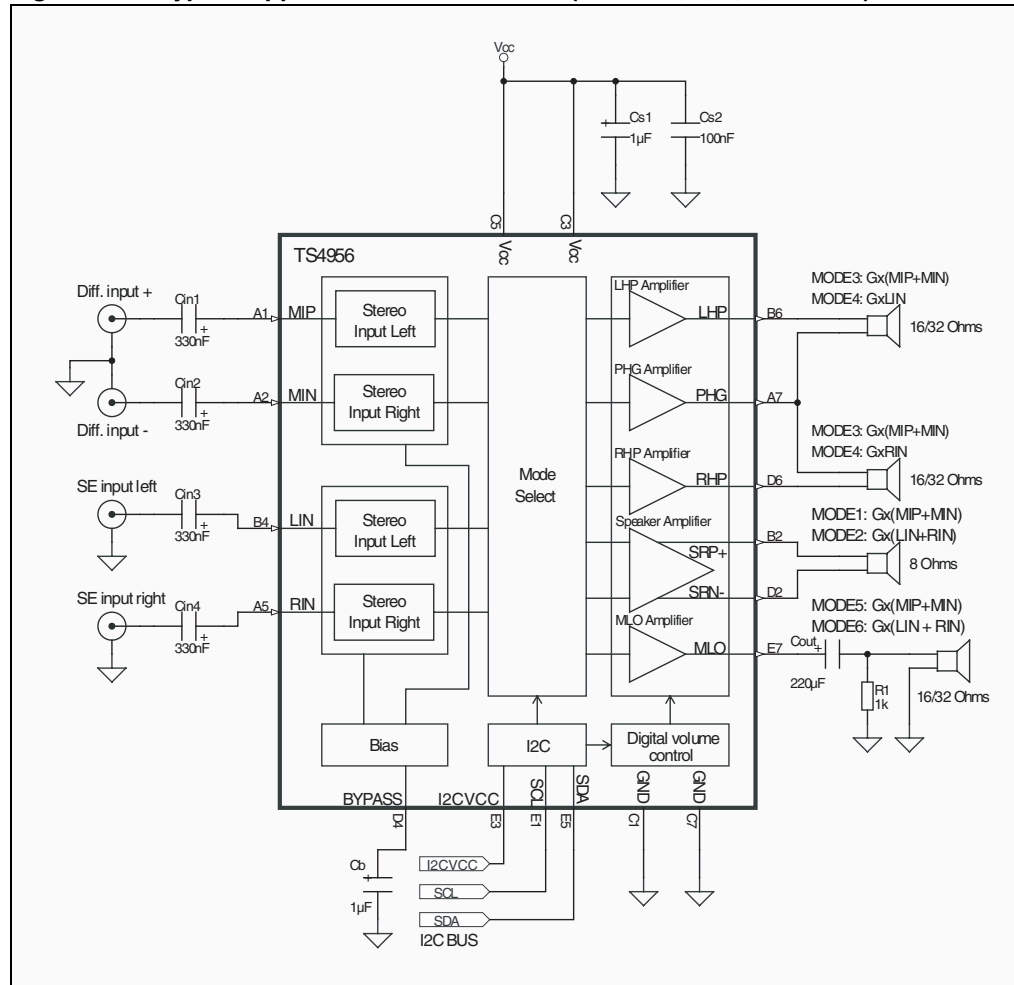 Vcc
Cs1
1µF
Cs2
100nF
C5
C3
Vcc
Vcc
TS4956
Diff. input +
Cin1
330nF
A1
MIP
Stereo
Input Left
Cin2
330nF
A2
MIN
Stereo
Input Right
Diff. input -
SE input left
Cin3
330nF
B4
LIN
Stereo
Input Left
SE input right
Cin4
330nF
A5
RIN
Stereo
Input Right
Mode
Select
LHP Amplifier
LHP
B6
PHG Amplifier
PHG
A7
RHP Amplifier
RHP
D6
Speaker Amplifier
SRP+
B2
SRN-
D2
MLO Amplifier
MLO
E7
MODE3: Gx(MIP+MIN)
MODE4: GxLIN
16/32 Ohms
MODE3: Gx(MIP+MIN)
MODE4: GxRIN
16/32 Ohms
MODE1: Gx(MIP+MIN)
MODE2: Gx(LIN+RIN)
8 Ohms
MODE5: Gx(MIP+MIN)
MODE6: Gx(LIN + RIN)
Cout
220µF
R1
1k
16/32 Ohms
Bias
I2C
Digital volume
control
BYPASS
I2CVCC
SCL
SDA
GND
GND
D4
E3
E1
E5
C1
C7
Cb
1µF
I2CVCC
SCL
SDA
I2C BUS